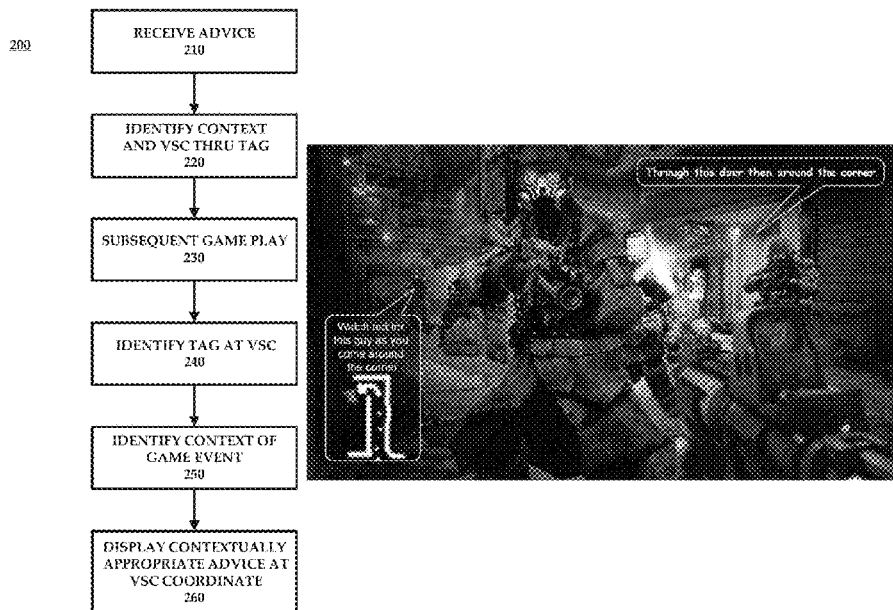 200
RECEIVE ADVICE
210
IDENTIFY CONTEXT
AND VSC THRU TAG
220
SUBSEQUENT GAME PLAY
230
IDENTIFY TAG AT VSC
240
IDENTIFY CONTEXT OF
GAME EVENT
250
DISPLAY CONTEXTUALLY
APPROPRIATE ADVICE AT
VSC COORDINATE
260
Through this door then around the corner
Watch out for
this guy as you
come around
the corner